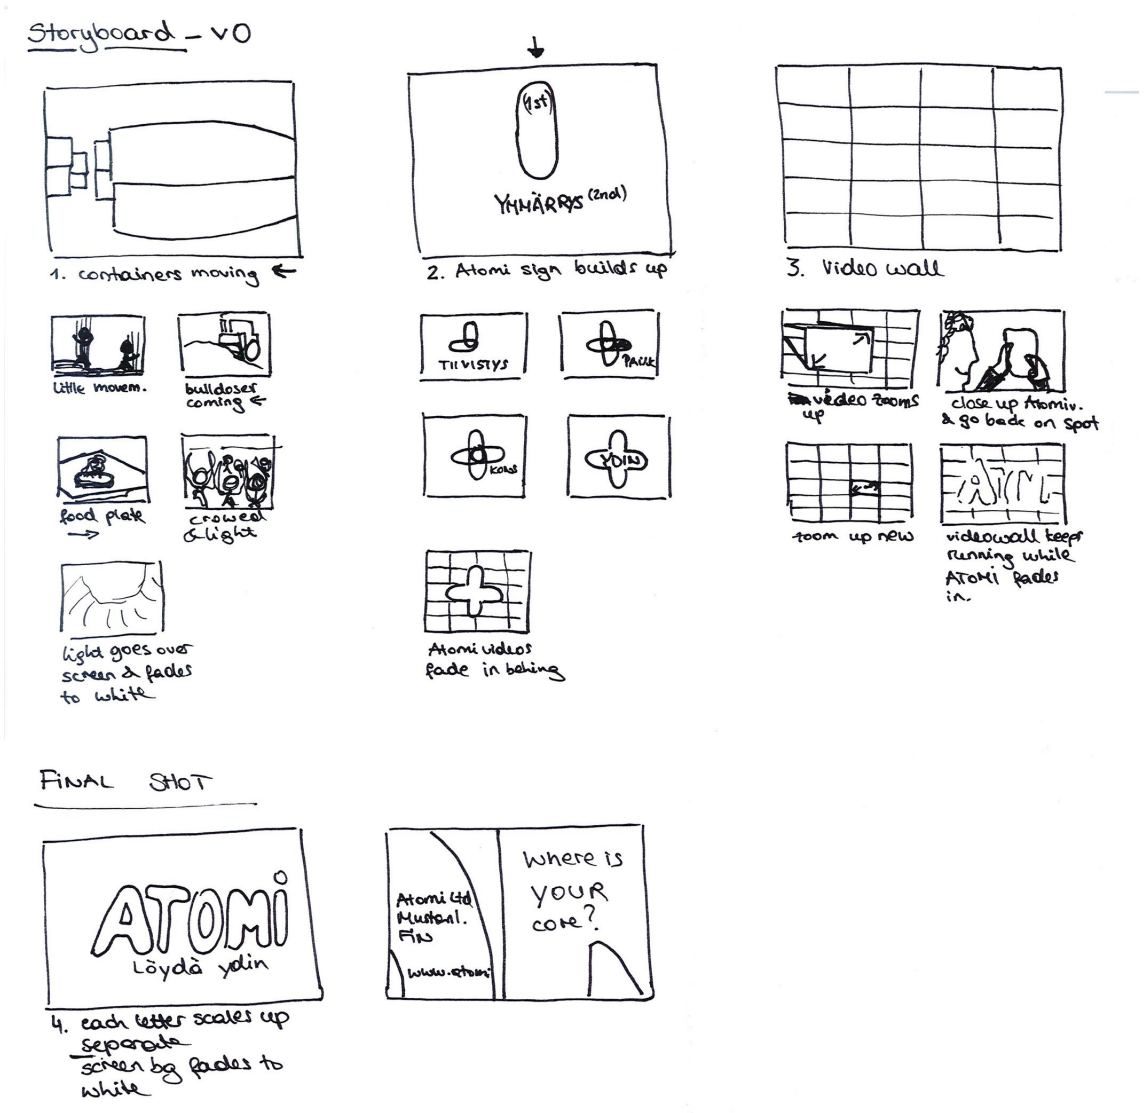 Storyboard - v0
1. containers moving ←
little movem.
bulldoser
coming ←
food plate
→
crowed
& light
light goes over
screen & fades
to white
(1st)
YMMÄRRYS (2nd)
2. Atomi sign builds up
TIIVISTYS
YDIN
Atomi videos
fade in behing
3. Video wall
video zooms
up
close up Atomiv.
& go back on spot
zoom up new
videowall keeps
running while
ATOMi fades
in.
FiNAL SHOT
ATOMi
Löydä ydin
4. each letter scales up
separate
screen bg fades to
white
Atomi Ltd
FiN
www.atomi
Where is
YOUR
core?